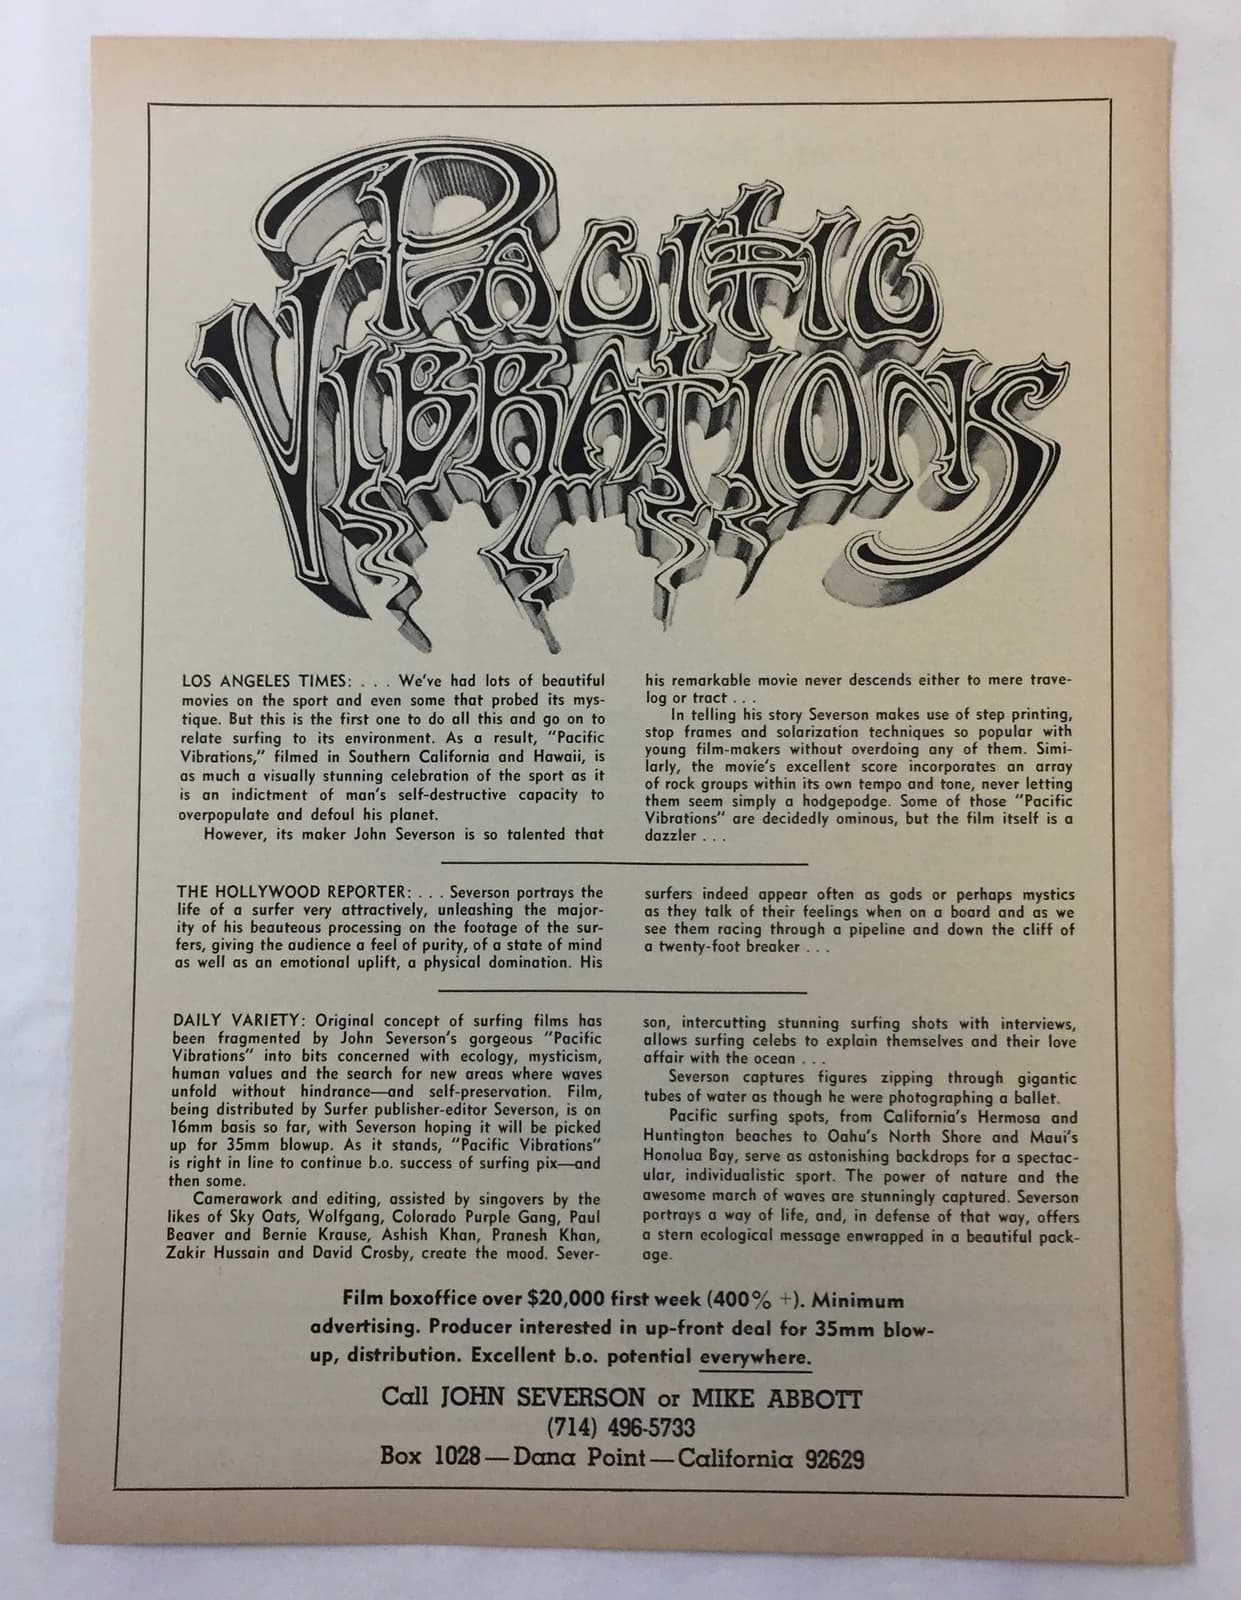 PACIFIC
VIBRATIONS
LOS ANGELES TIMES: . . . We've had lots of beautiful
movies on the sport and even some that probed its mys-
tique. But this is the first one to do all this and go on to
relate surfing to its environment. As a result, "Pacific
Vibrations," filmed in Southern California and Hawaii, is
as much a visually stunning celebration of the sport as it
is an indictment of man's self-destructive capacity to
overpopulate and defoul his planet.
However, its maker John Severson is so talented that
his remarkable movie never descends either to mere trave-
log or tract . . .
In telling his story Severson makes use of step printing,
stop frames and solarization techniques so popular with
young film-makers without overdoing any of them. Simi-
larly, the movie's excellent score incorporates an array
of rock groups within its own tempo and tone, never letting
them seem simply a hodgepodge. Some of those "Pacific
Vibrations" are decidedly ominous, but the film itself is a
dazzler . . .
THE HOLLYWOOD REPORTER: . . . Severson portrays the
life of a surfer very attractively, unleashing the major-
ity of his beauteous processing on the footage of the sur-
fers, giving the audience a feel of purity, of a state of mind
as well as an emotional uplift, a physical domination. His
surfers indeed appear often as gods or perhaps mystics
as they talk of their feelings when on a board and as we
see them racing through a pipeline and down the cliff of
a twenty-foot breaker . . .
DAILY VARIETY: Original concept of surfing films has
been fragmented by John Severson's gorgeous "Pacific
Vibrations" into bits concerned with ecology, mysticism,
human values and the search for new areas where waves
unfold without hindrance—and self-preservation. Film,
being distributed by Surfer publisher-editor Severson, is on
16mm basis so far, with Severson hoping it will be picked
up for 35mm blowup. As it stands, "Pacific Vibrations"
is right in line to continue b.o. success of surfing pix—and
then some.
Camerawork and editing, assisted by singovers by the
likes of Sky Oats, Wolfgang, Colorado Purple Gang, Paul
Beaver and Bernie Krause, Ashish Khan, Pranesh Khan,
Zakir Hussain and David Crosby, create the mood. Sever-
son, intercutting stunning surfing shots with interviews,
allows surfing celebs to explain themselves and their love
affair with the ocean . . .
Severson captures figures zipping through gigantic
tubes of water as though he were photographing a ballet.
Pacific surfing spots, from California's Hermosa and
Huntington beaches to Oahu's North Shore and Maui's
Honolua Bay, serve as astonishing backdrops for a spectac-
ular, individualistic sport. The power of nature and the
awesome march of waves are stunningly captured. Severson
portrays a way of life, and, in defense of that way, offers
a stern ecological message enwrapped in a beautiful pack-
age.
Film boxoffice over $20,000 first week (400% +). Minimum
advertising. Producer interested in up-front deal for 35mm blow-
up, distribution. Excellent b.o. potential everywhere.
Call JOHN SEVERSON or MIKE ABBOTT
(714) 496-5733
Box 1028—Dana Point—California 92629